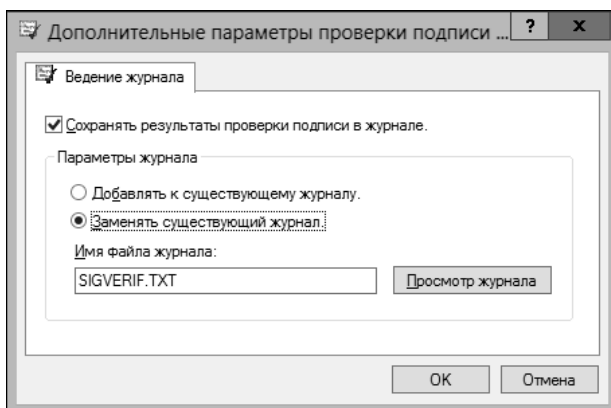 Дополнительные параметры проверки подписи ...
? x
Ведение журнала
Сохранять результаты проверки подписи в журнале.
Параметры журнала
Добавлять к существующему журналу.
Заменять существующий журнал.
Имя файла журнала:
SIGVERIF.TXT
Просмотр журнала
OK
Отмена